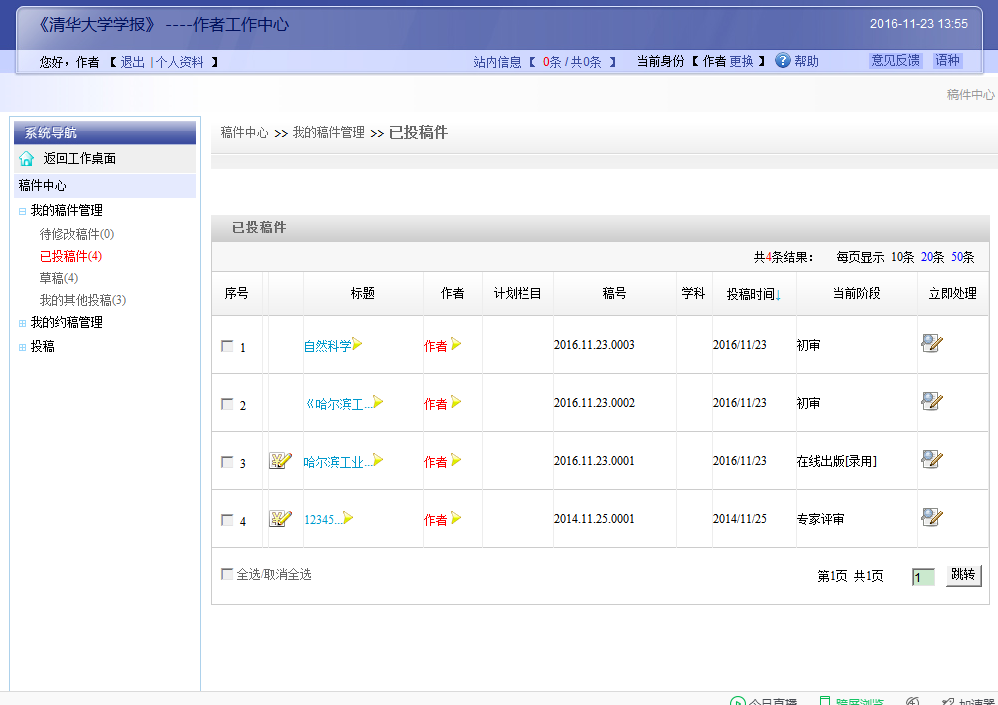 《清华大学学报》 ----作者工作中心
2016-11-23 13:55
您好，作者 【 退出 | 个人资料 】
站内信息 【 0条 / 共0条 】 当前身份【 作者 更换 】 帮助 意见反馈 语种
稿件中心
系统导航
返回工作桌面
稿件中心
我的稿件管理
待修改稿件(0)
已投稿件(4)
草稿(4)
我的其他投稿(3)
我的约稿管理
投稿
稿件中心 >> 我的稿件管理 >> 已投稿件
已投稿件
共4条结果： 每页显示 10条 20条 50条
序号 标题 作者 计划栏目 稿号 学科 投稿时间↓ 当前阶段 立即处理
1 自然科学 作者 2016.11.23.0003 2016/11/23 初审
2 《哈尔滨工... 作者 2016.11.23.0002 2016/11/23 初审
3 哈尔滨工业... 作者 2016.11.23.0001 2016/11/23 在线出版[录用]
4 12345... 作者 2014.11.25.0001 2014/11/25 专家评审
全选/取消全选
第1页 共1页 1 跳转
今日直播 跨屏浏览 加速器